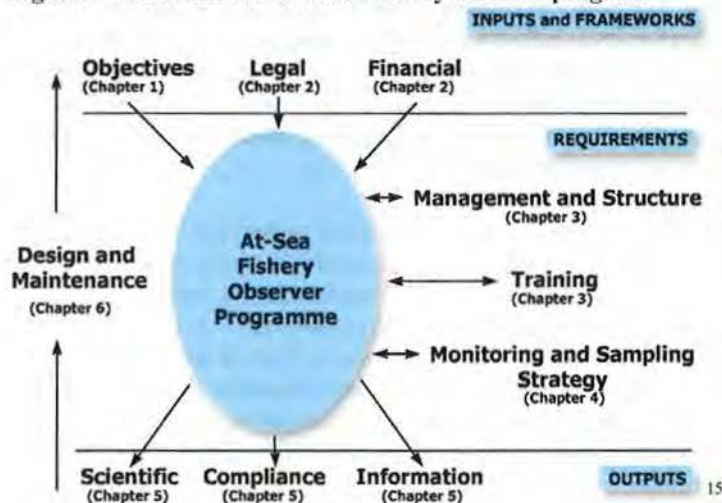 INPUTS and FRAMEWORKS
Objectives
(Chapter 1)
Legal
(Chapter 2)
Financial
(Chapter 2)
REQUIREMENTS
Management and Structure
(Chapter 3)
At-Sea
Fishery
Observer
Programme
Design and
Maintenance
(Chapter 6)
Training
(Chapter 3)
Monitoring and Sampling
Strategy
(Chapter 4)
Scientific
(Chapter 5)
Compliance
(Chapter 5)
Information
(Chapter 5)
OUTPUTS
15